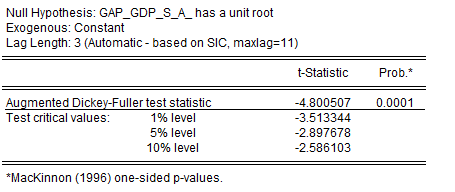 Null Hypothesis: GAP_GDP_S_A_ has a unit root
Exogenous: Constant
Lag Length: 3 (Automatic - based on SIC, maxlag=11)
t-Statistic Prob.*
Augmented Dickey-Fuller test statistic -4.800507 0.0001
Test critical values: 1% level -3.513344
5% level -2.897678
10% level -2.586103
*MacKinnon (1996) one-sided p-values.